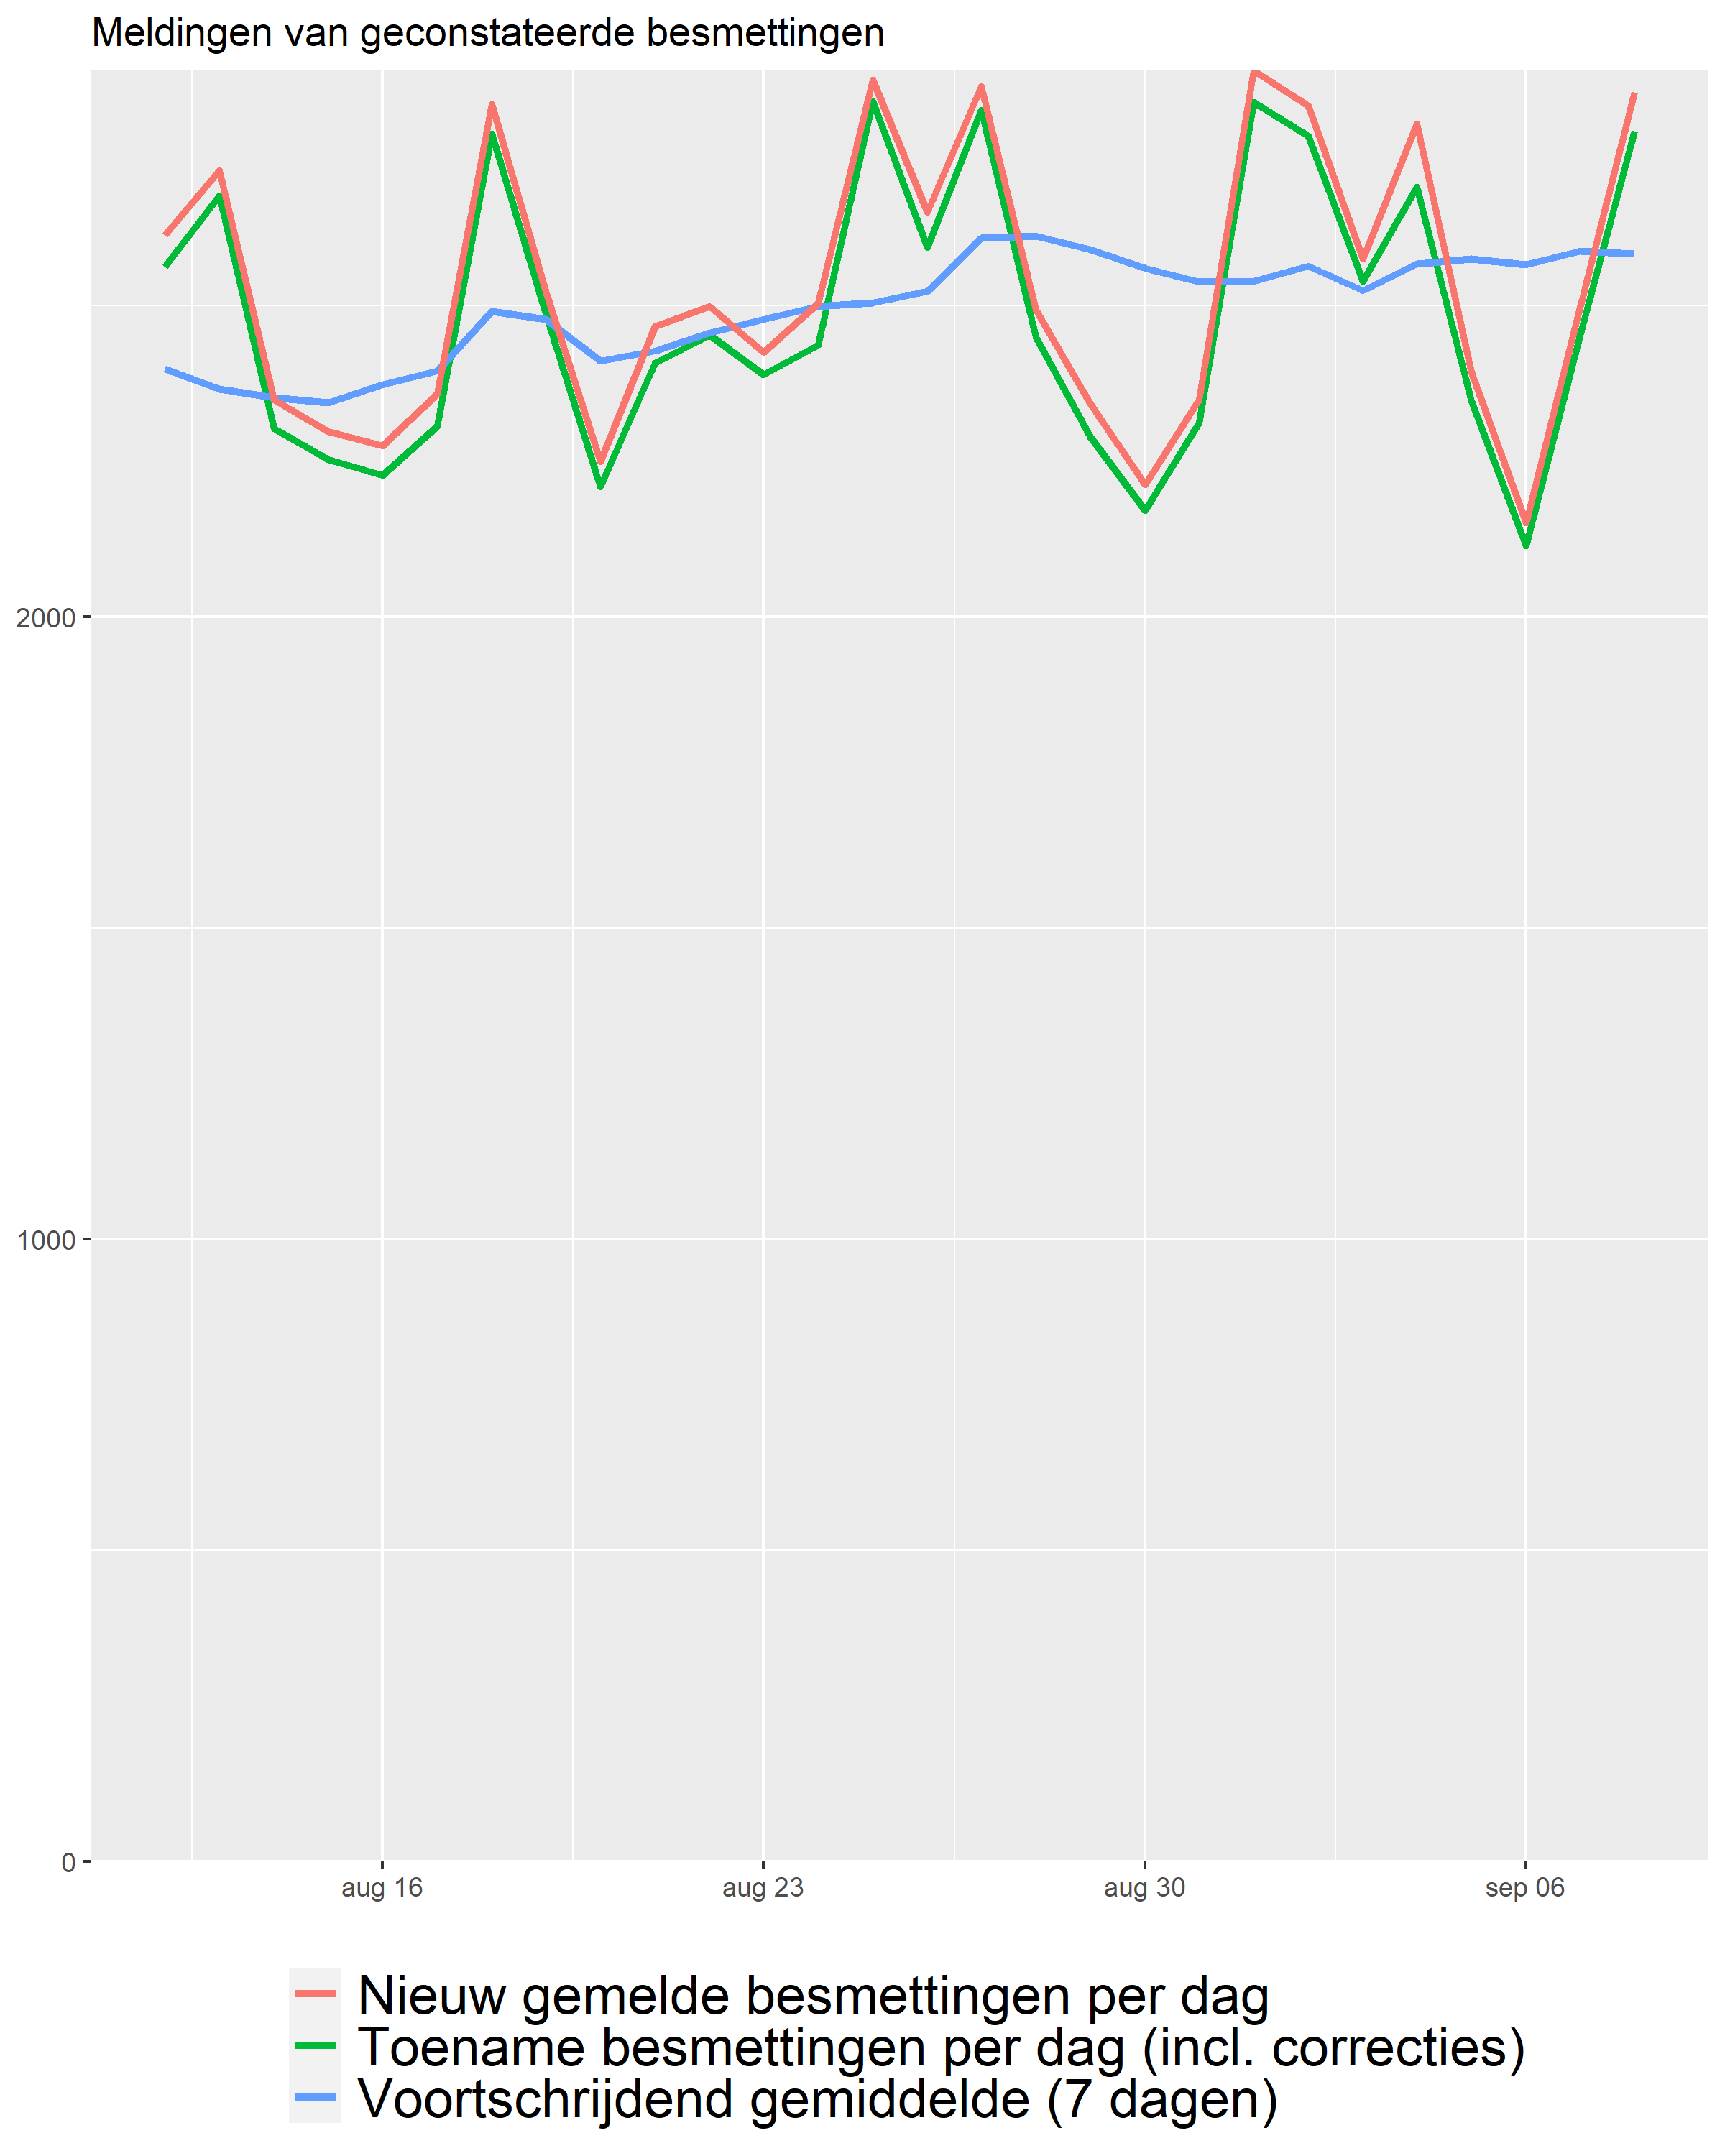 Meldingen van geconstateerde besmettingen
2000
1000
0
aug 16
aug 23
aug 30
sep 06
Nieuw gemelde besmettingen per dag
Toename besmettingen per dag (incl. correcties)
Voortschrijdend gemiddelde (7 dagen)